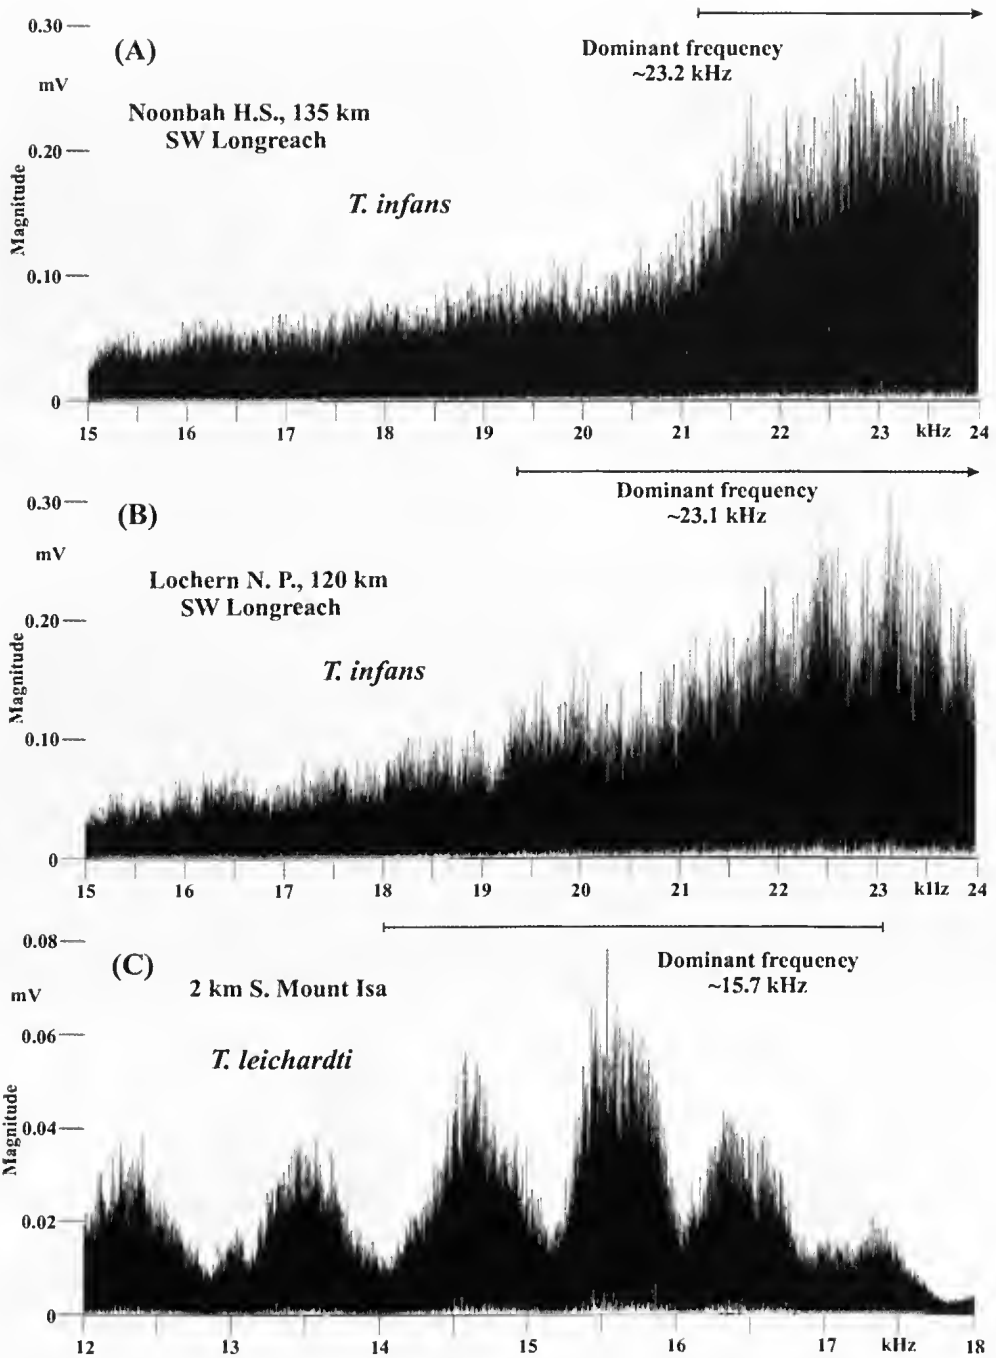 0.30
(A)
Dominant frequency
~23.2 kHz
mV
Noonbah H.S., 135 km
SW Longreach
0.20
T. infans
Magnitude
0.10
0
15 16 17 18 19 20 21 22 23 kHz 24
Dominant frequency
~23.1 kHz
0.30
(B)
mV
Lochern N. P., 120 km
SW Longreach
0.20
T. infans
Magnitude
0.10
0
15 16 17 18 19 20 21 22 23 kHz 24
0.08
(C)
Dominant frequency
~15.7 kHz
mV
2 km S. Mount Isa
0.06
T. leichardti
Magnitude
0.04
0.02
0
12 13 14 15 16 17 kHz 18